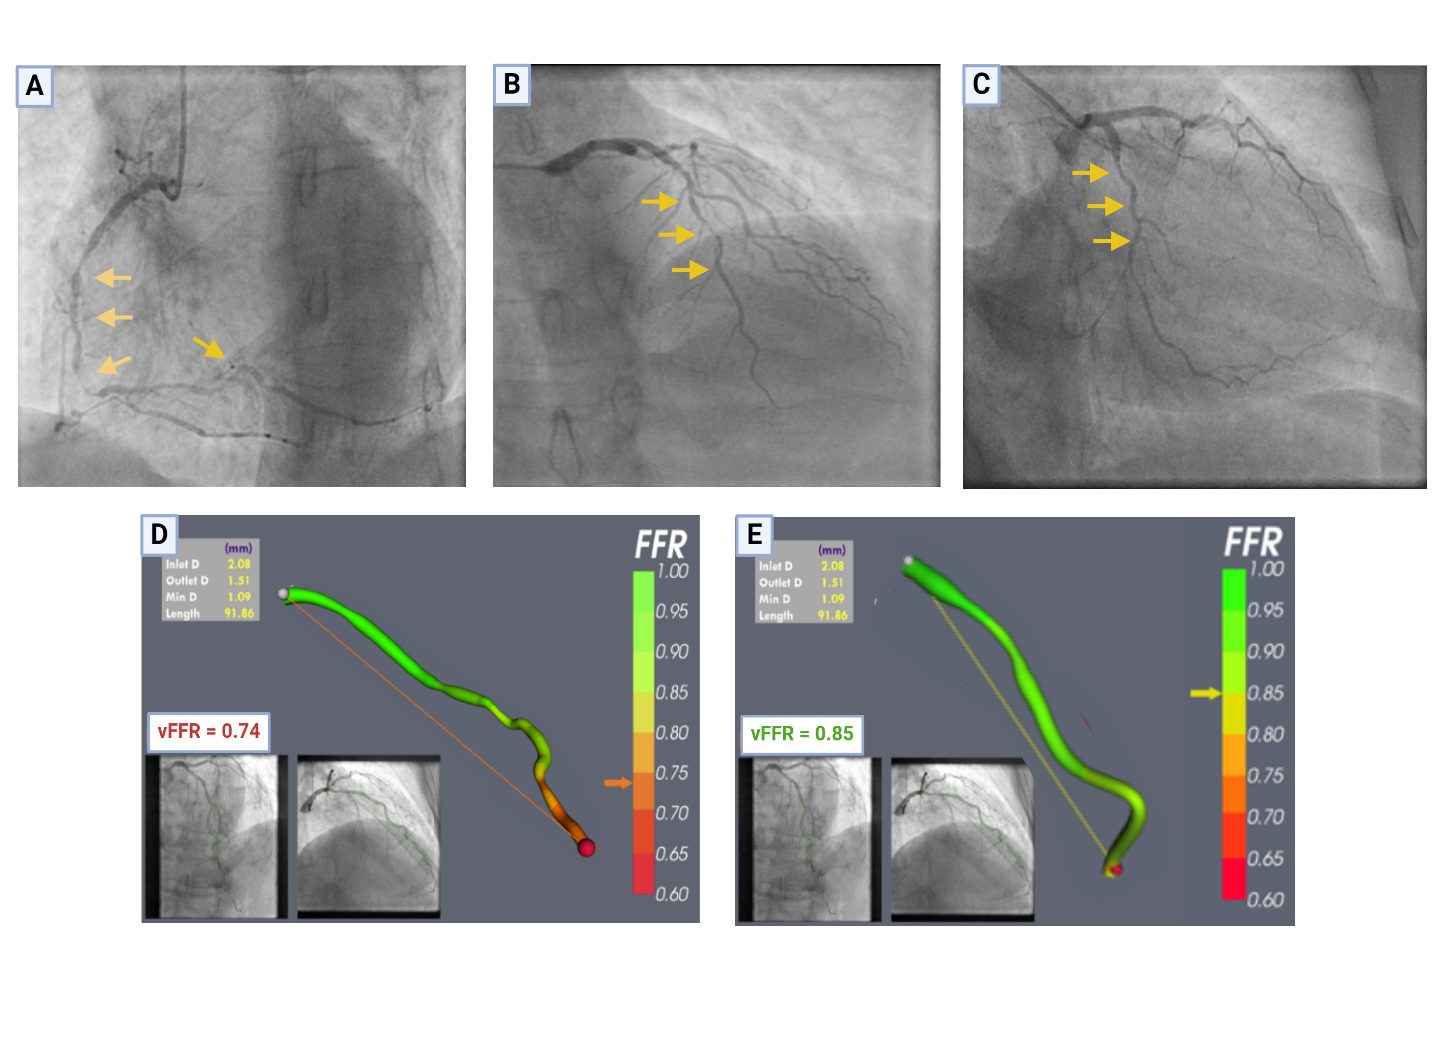 A
B
C
D
(mm)
Inlet D 2.08
Outlet D 1.51
Min D 1.09
Length 91.86
vFFR = 0.74
FFR
1.00
0.95
0.90
0.85
0.80
0.75
0.70
0.65
0.60
E
(mm)
Inlet D 2.08
Outlet D 1.51
Min D 1.09
Length 91.86
vFFR = 0.85
FFR
1.00
0.95
0.90
0.85
0.80
0.75
0.70
0.65
0.60